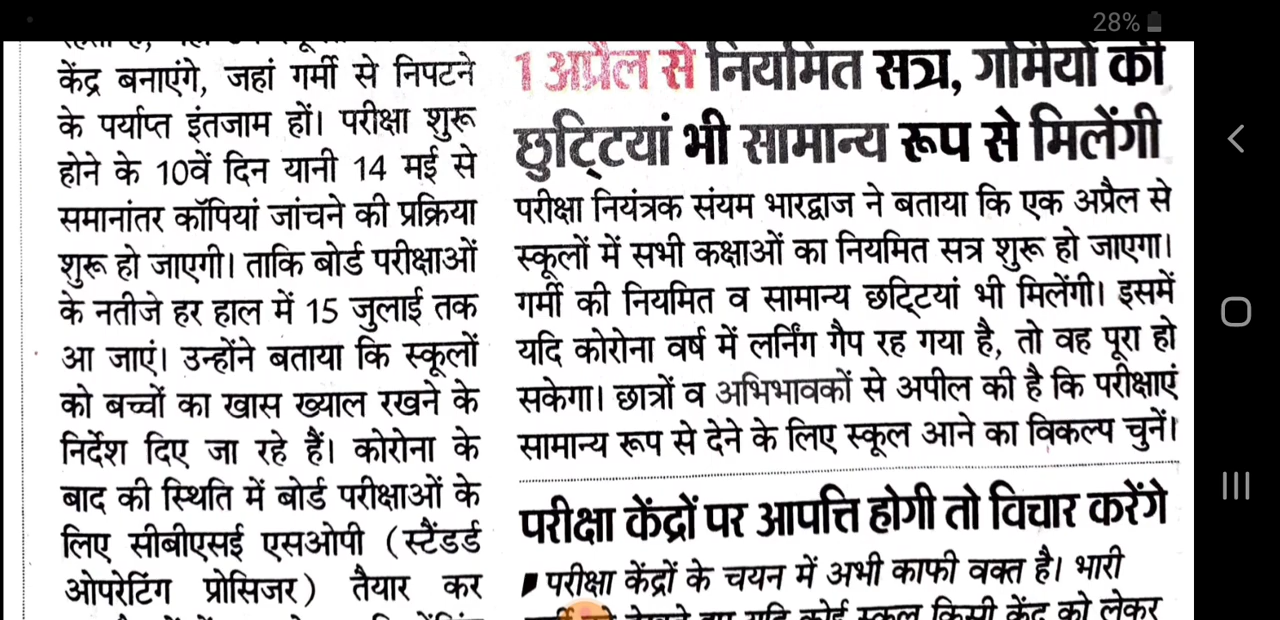 28%
केंद्र बनाएंगे, जहां गर्मी से निपटने
के पर्याप्त इंतजाम हों। परीक्षा शुरू
होने के 10वें दिन यानी 14 मई से
समानांतर कॉपियां जांचने की प्रक्रिया
शुरू हो जाएगी। ताकि बोर्ड परीक्षाओं
के नतीजे हर हाल में 15 जुलाई तक
आ जाएं। उन्होंने बताया कि स्कूलों
को बच्चों का खास ख्याल रखने के
निर्देश दिए जा रहे हैं। कोरोना के
बाद की स्थिति में बोर्ड परीक्षाओं के
लिए सीबीएसई एसओपी (स्टैंडर्ड
ओपरेटिंग प्रोसिजर) तैयार कर
1 अप्रैल से नियमित सत्र, गर्मियों की
छुट्टियां भी सामान्य रूप से मिलेंगी
परीक्षा नियंत्रक संयम भारद्वाज ने बताया कि एक अप्रैल से
स्कूलों में सभी कक्षाओं का नियमित सत्र शुरू हो जाएगा।
गर्मी की नियमित व सामान्य छट्टियां भी मिलेंगी। इसमें
यदि कोरोना वर्ष में लर्निंग गैप रह गया है, तो वह पूरा हो
सकेगा। छात्रों व अभिभावकों से अपील की है कि परीक्षाएं
सामान्य रूप से देने के लिए स्कूल आने का विकल्प चुनें।
परीक्षा केंद्रों पर आपत्ति होगी तो विचार करेंगे
परीक्षा केंद्रों के चयन में अभी काफी वक्त है। भारी
यदि कोई स्कूल किसी केंद्र को लेकर